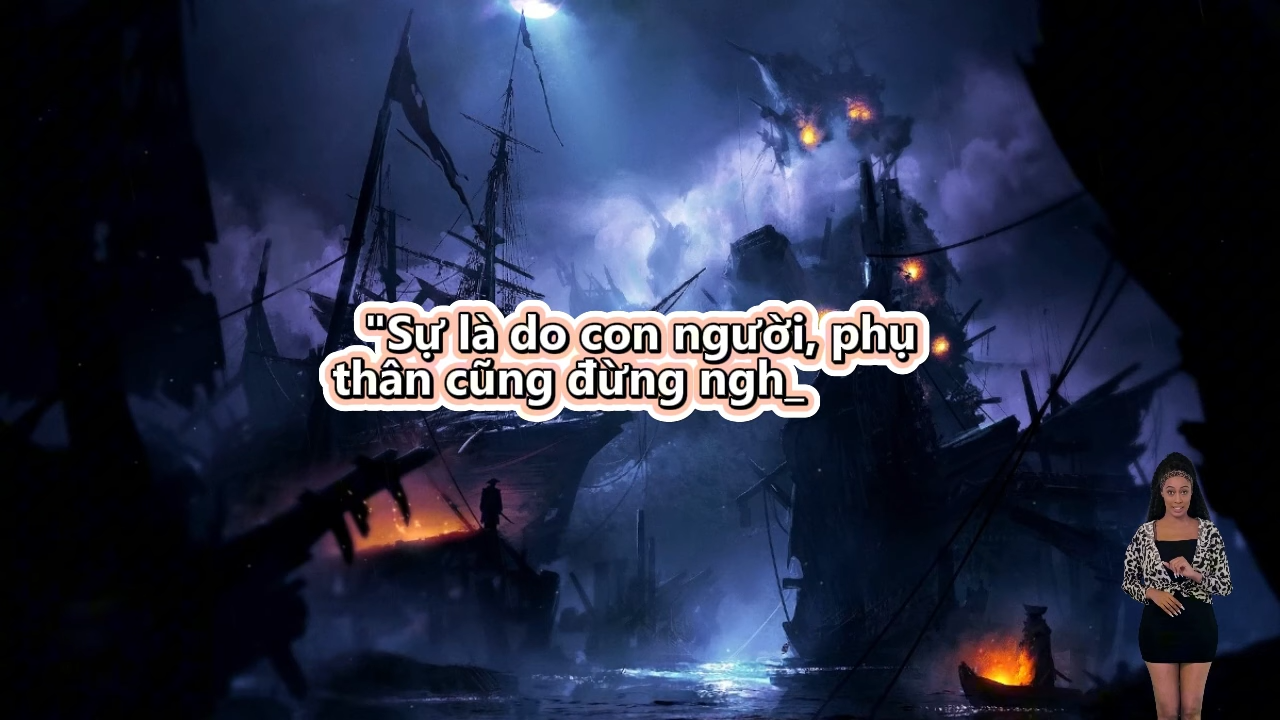 "Sự là do con người, phụ
thân cũng đừng ngh_